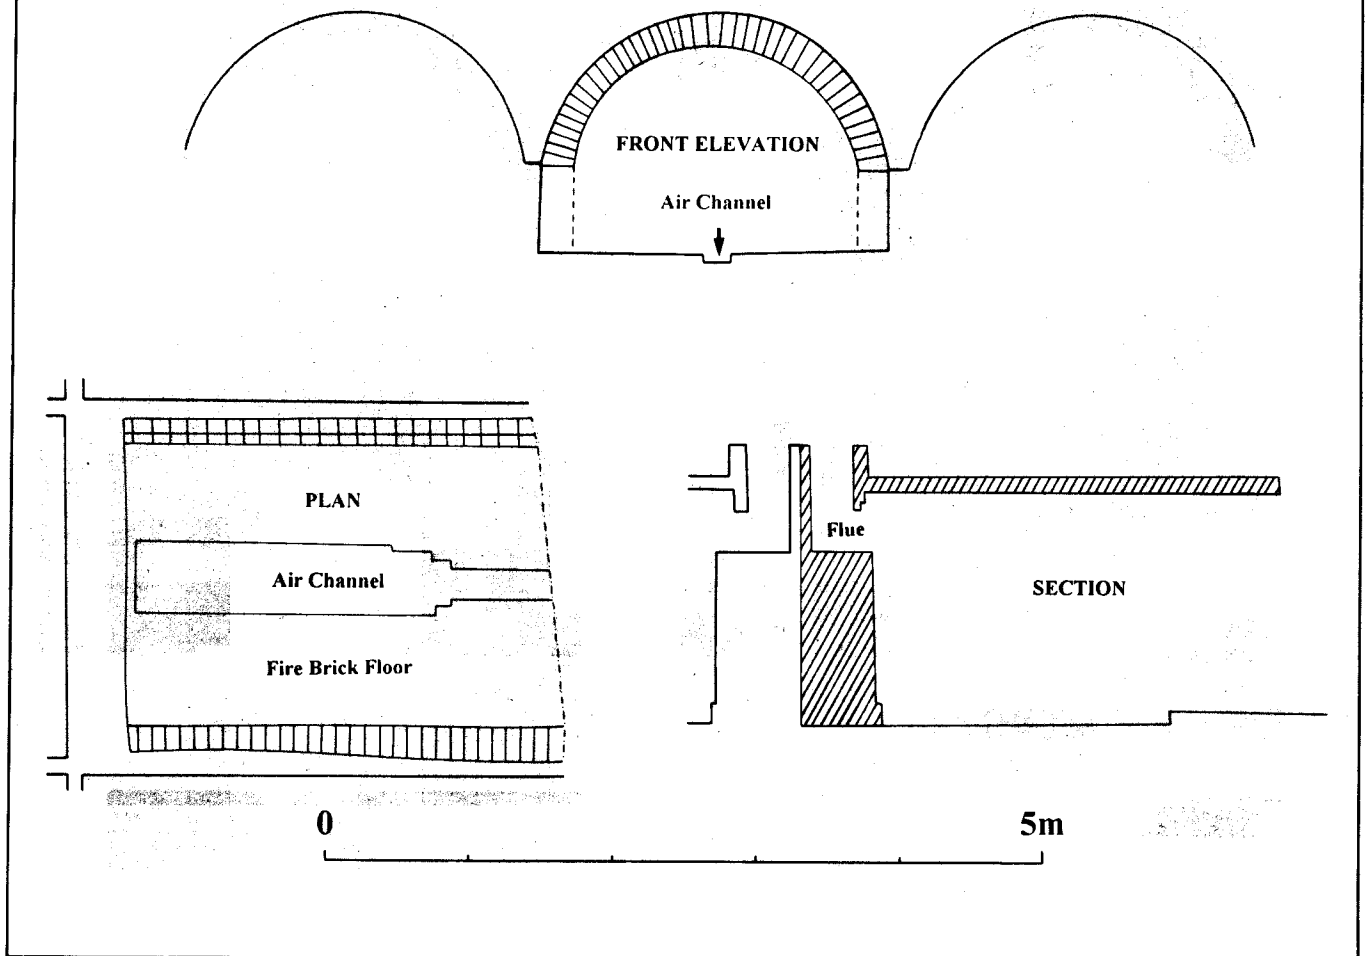 FRONT ELEVATION
Air Channel
PLAN
Air Channel
Fire Brick Floor
Flue
SECTION
0 5m